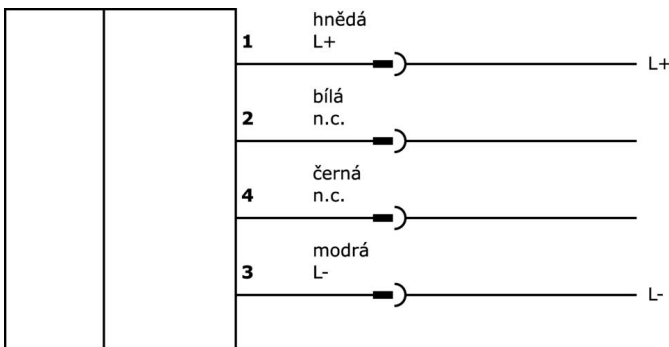 hnědá
1 L+
L+
bílá
2 n.c.
černá
4 n.c.
modrá
3 L-
L-